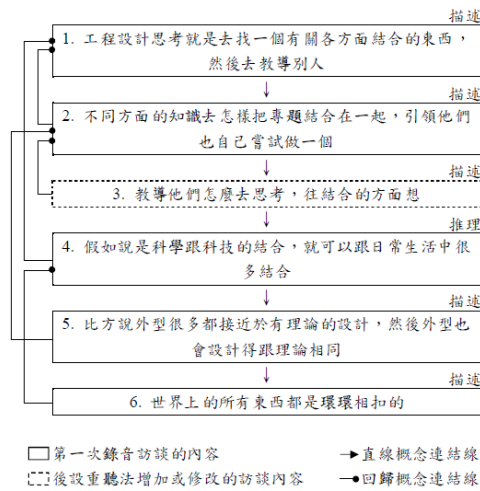 描述
1. 工程設計思考就是去找一個有關各方面結合的東西，
然後去教導別人
描述
2. 不同方面的知識去怎樣把專題結合在一起，引領他們
也自己嘗試做一個
描述
3. 教導他們怎麼去思考，往結合的方面想
推理
4. 假如說是科學跟科技的結合，就可以跟日常生活中很
多結合
描述
5. 比方說外型很多都接近於有理論的設計，然後外型也
會設計得跟理論相同
描述
6. 世界上的所有東西都是環環相扣的
第一次錄音訪談的內容
直線概念連結線
後設重聽法增加或修改的訪談內容
回歸概念連結線